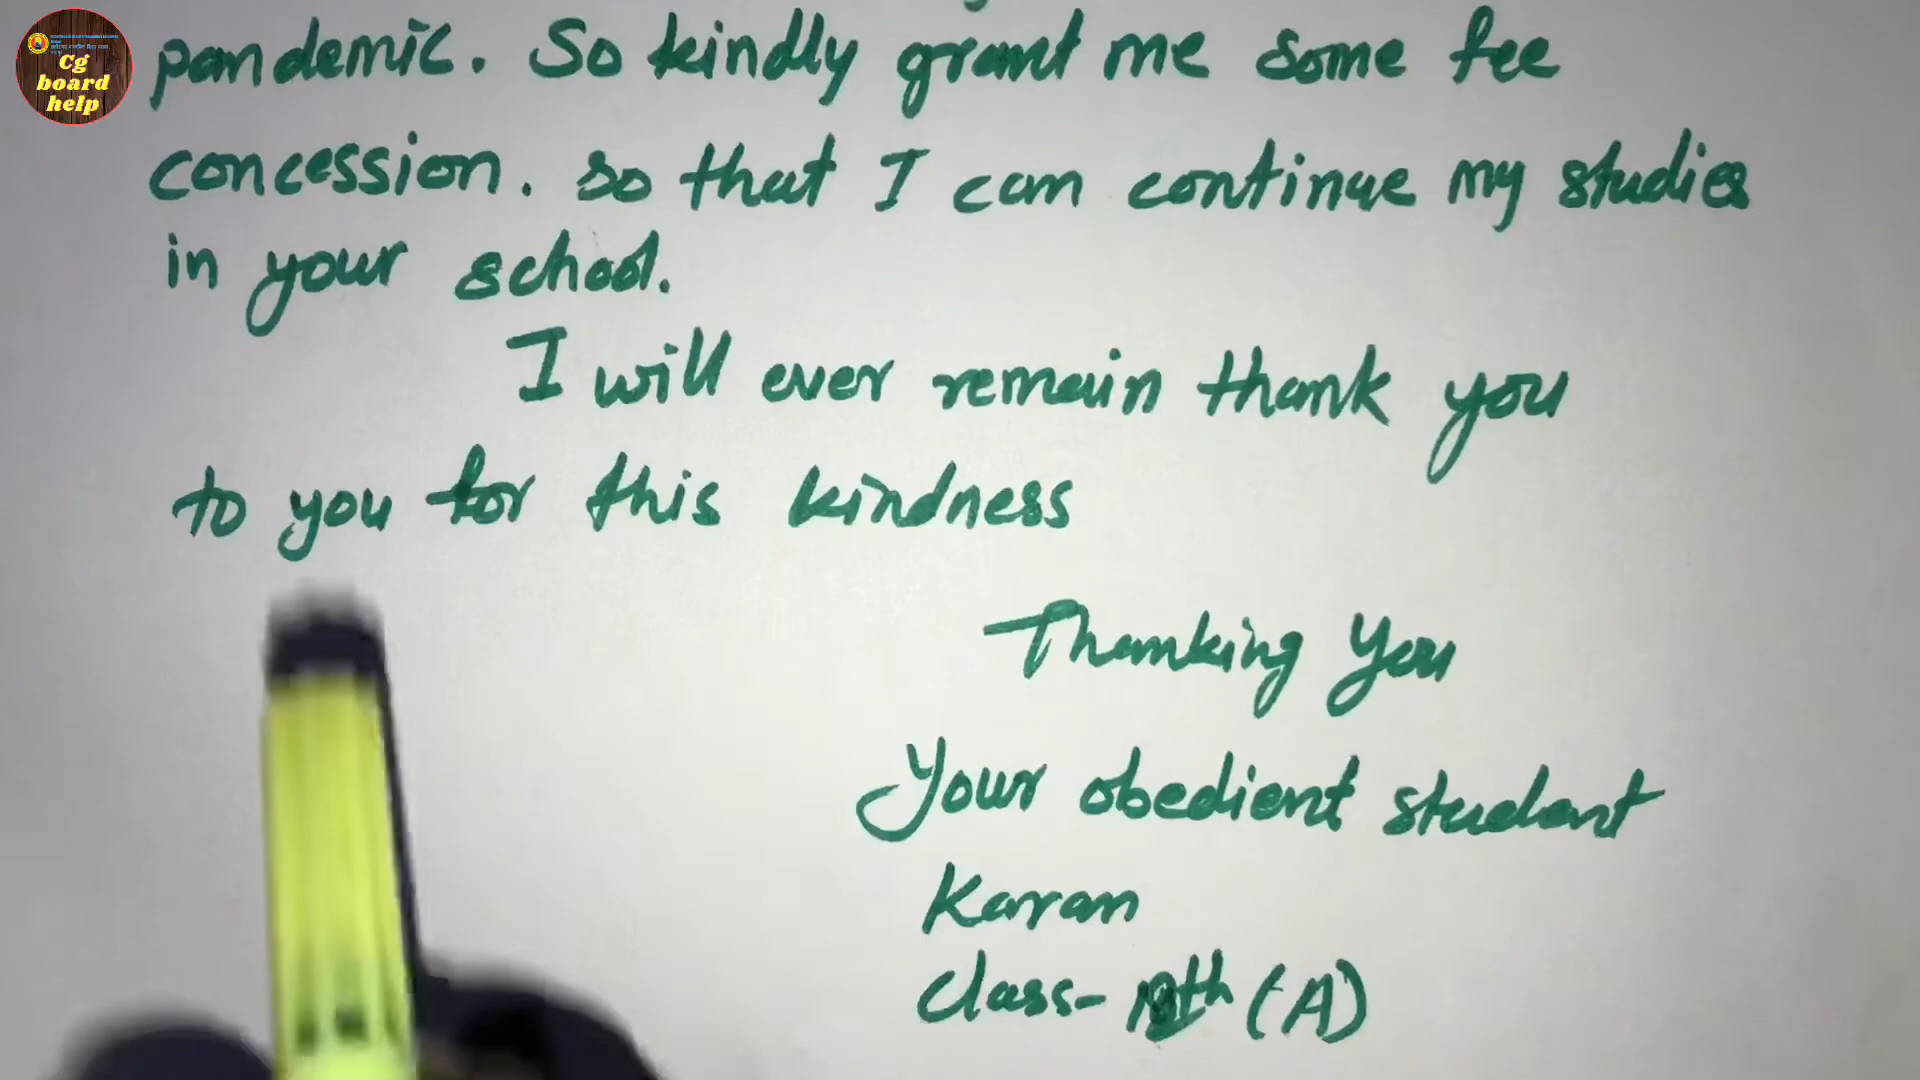 Cg
board
help
pandemic. So kindly grant me some fee
concession. so that I can continue my studies
in your school.
I will ever remain thank you
to you for this kindness
Thanking You
Your obedient student
Karan
Class- th (A)